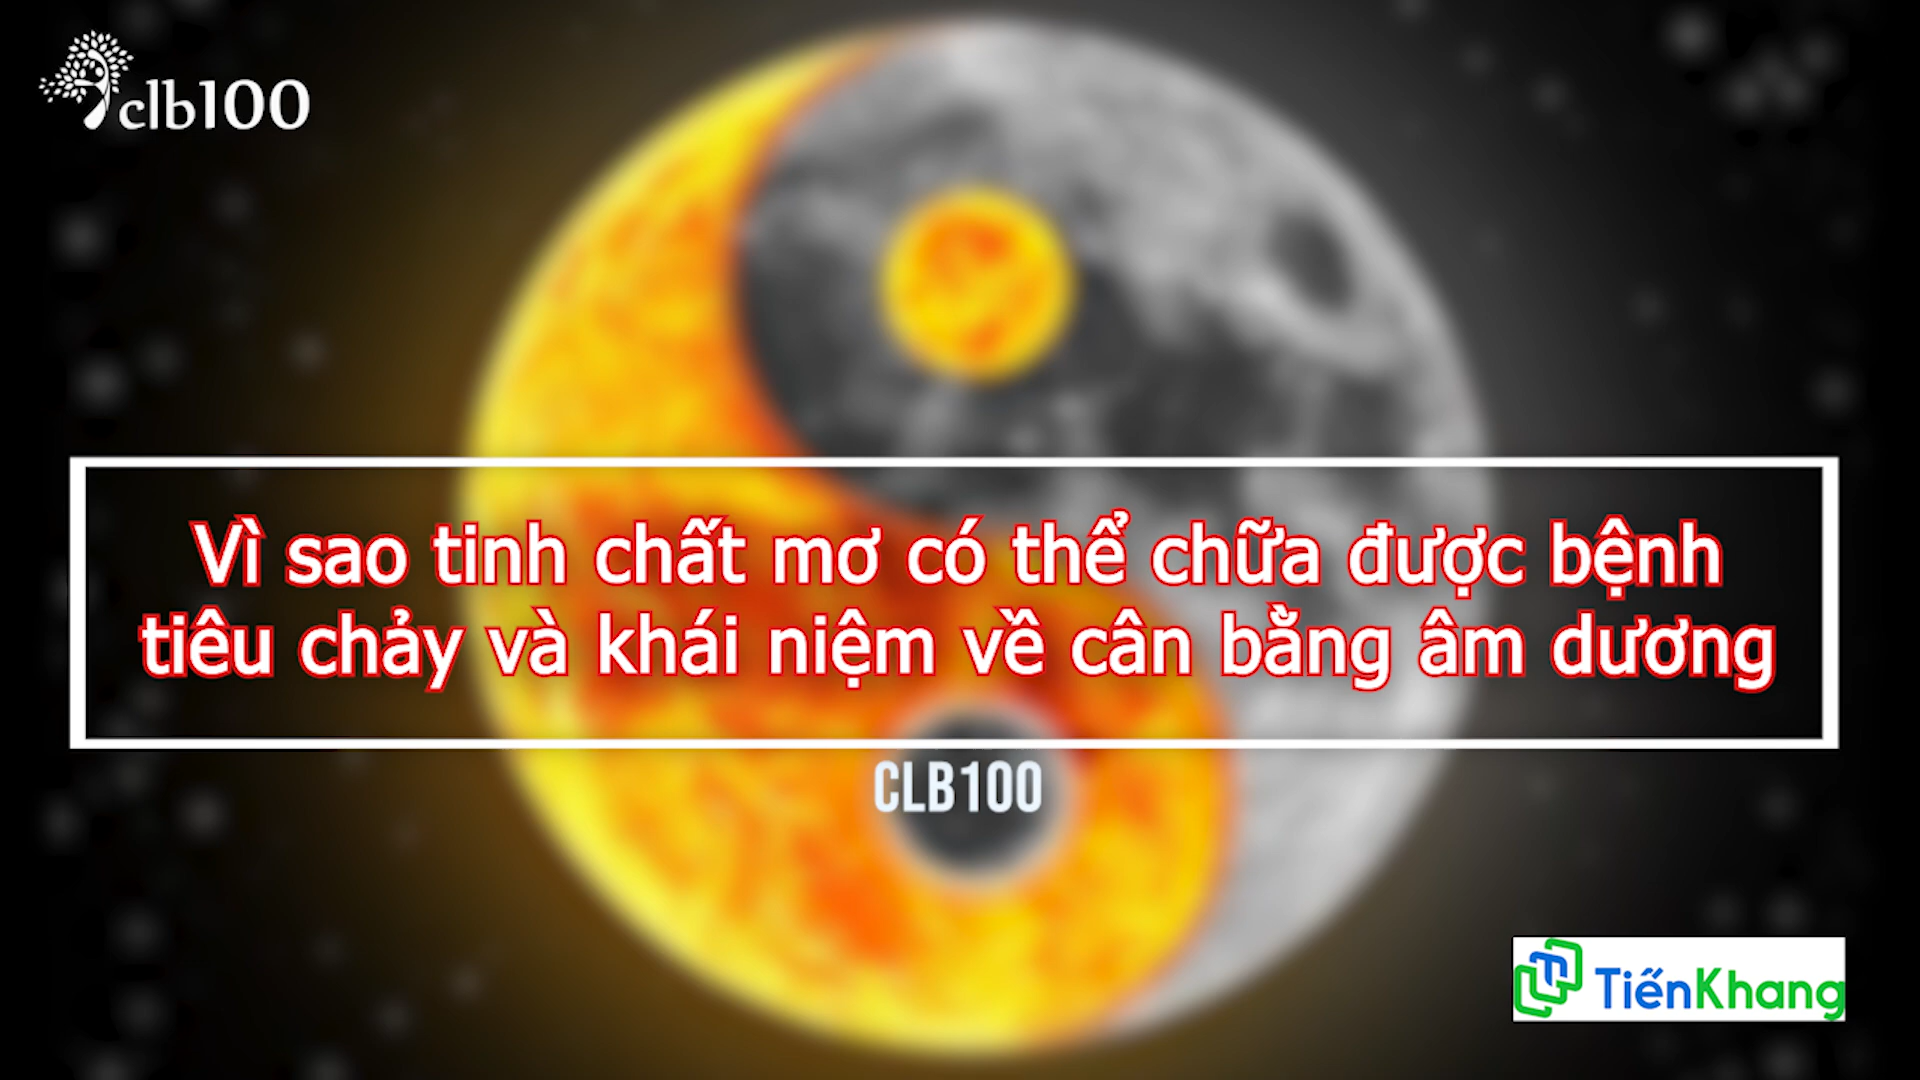 clb100
Vì sao tinh chất mơ có thể chữa được bệnh
tiêu chảy và khái niệm về cân bằng âm dương
CLB100
TiếnKhang